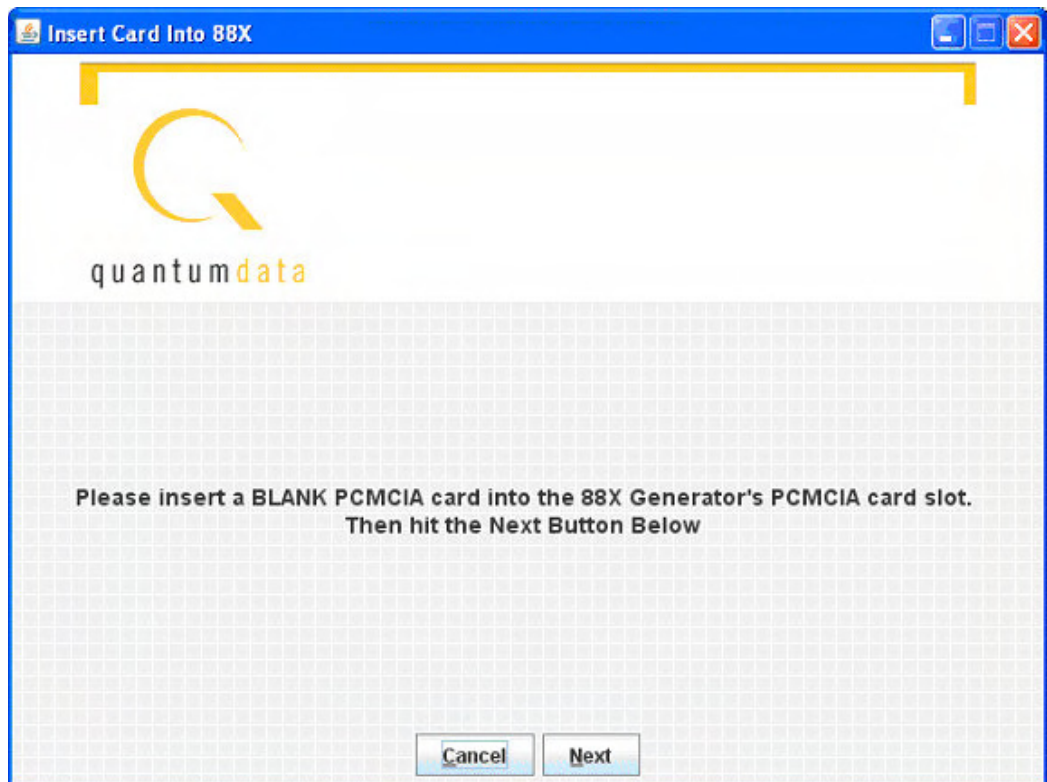 Insert Card Into 88X
quantumdata
Please insert a BLANK PCMCIA card into the 88X Generator's PCMCIA card slot.
Then hit the Next Button Below
Cancel Next